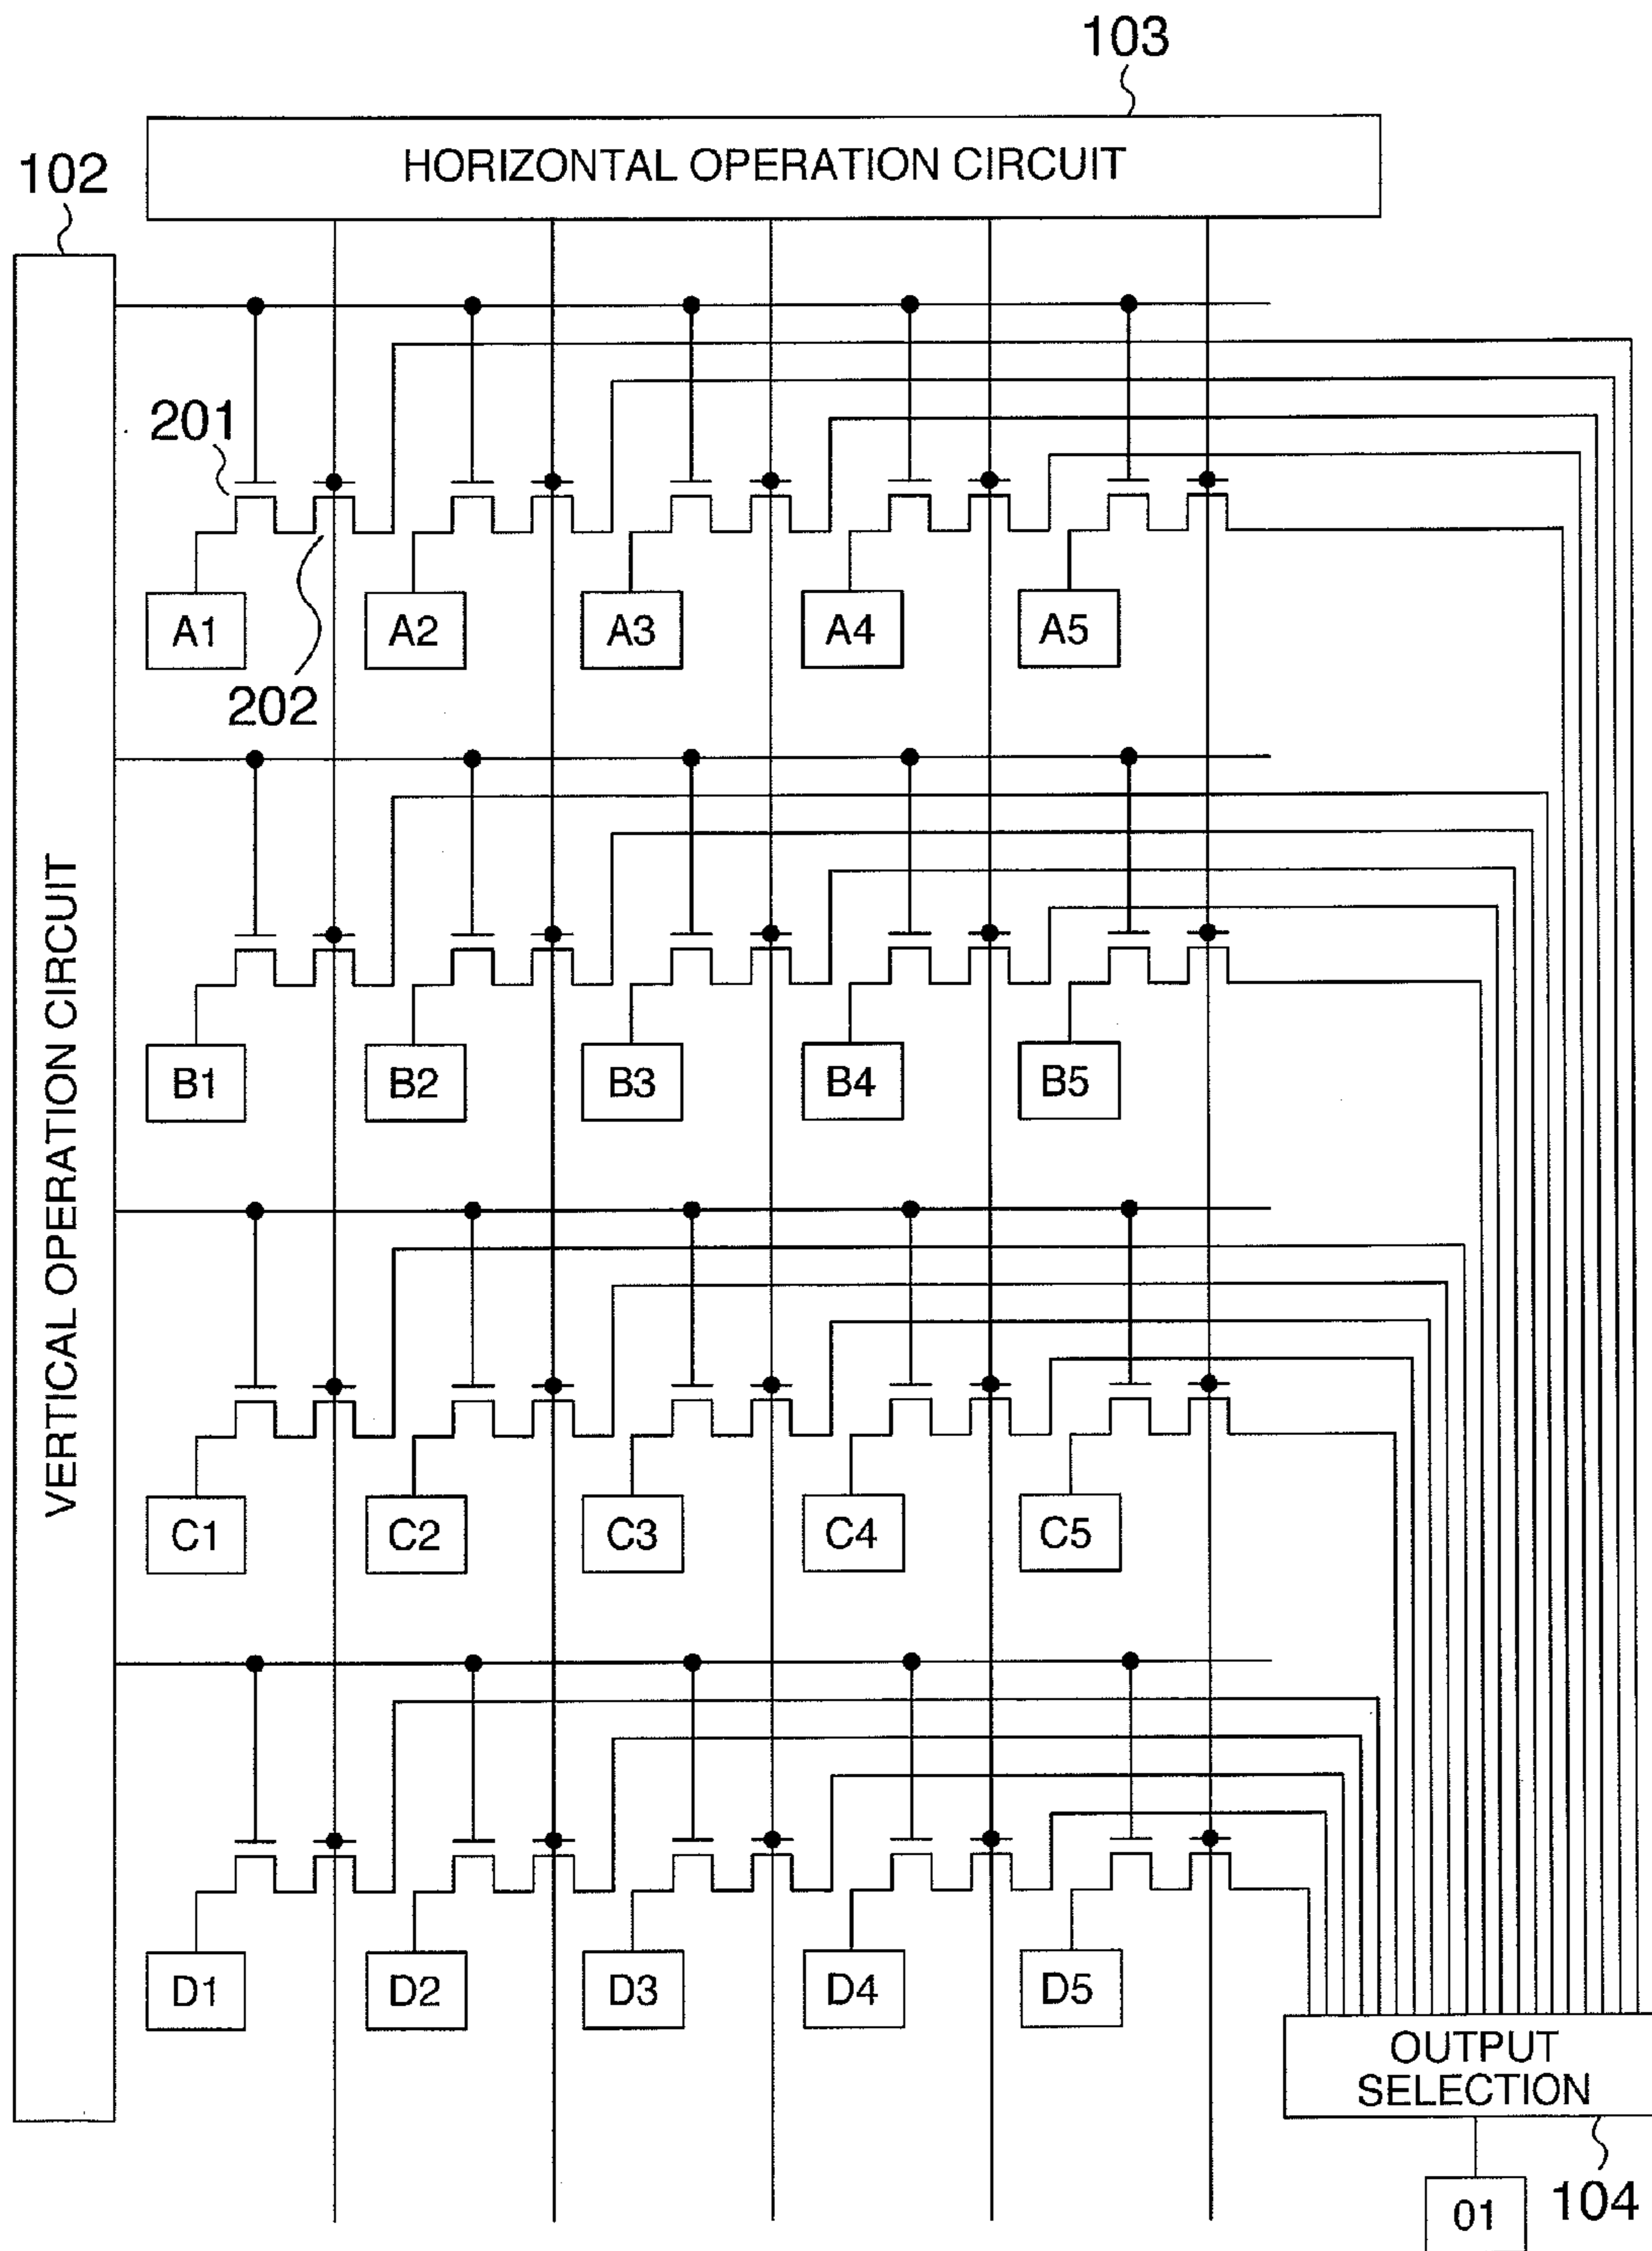 103
HORIZONTAL OPERATION CIRCUIT
102
201
A1 A2 A3 A4 A5
202
VERTICAL OPERATION CIRCUIT
B1 B2 B3 B4 B5
C1 C2 C3 C4 C5
D1 D2 D3 D4 D5
OUTPUT
SELECTION
01
104